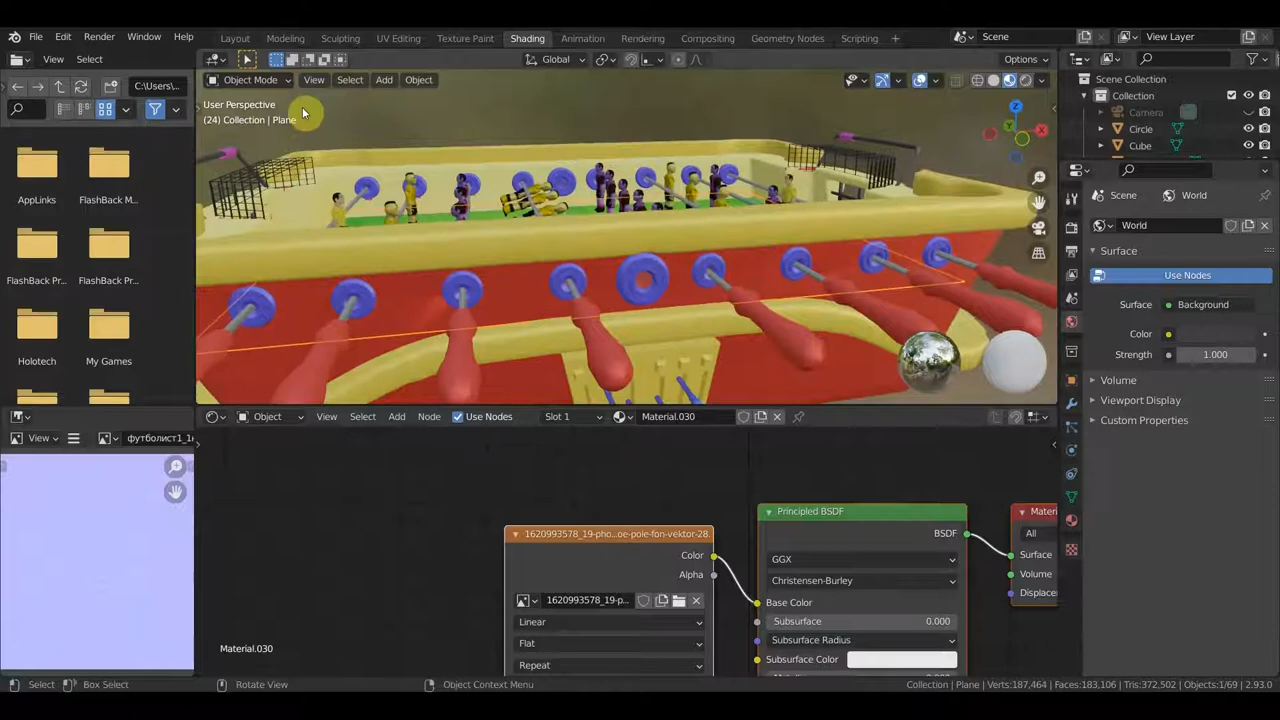 File Edit Render Window Help Layout Modeling Sculpting UV Editing Texture Paint Shading Animation Rendering Compositing Geometry Nodes Scripting Scene View Layer
View Select Global Options
Object Mode View Select Add Object
C:\Users\...
User Perspective
(24) Collection | Plane
Scene Collection
Collection
Camera
Circle
Cube
AppLinks FlashBack M...
FlashBack Pr... FlashBack Pr...
Holotech My Games
Scene World
World
Surface
Use Nodes
Surface: Background
Color:
Strength: 1.000
Volume
Viewport Display
Custom Properties
Object View Select Add Node Use Nodes Slot 1 Material.030
View футболист1_1
1620993578_19-pho...oe-pole-fon-vektor-28.
Color
Alpha
1620993578_19-p...
Linear
Flat
Repeat
Principled BSDF
BSDF
GGX
Christensen-Burley
Base Color
Subsurface 0.000
Subsurface Radius
Subsurface Color
Materi
All
Surface
Volume
Displace
Material.030
Select Box Select Rotate View Object Context Menu Collection | Plane | Verts:187,464 | Faces:183,106 | Tris:372,502 | Objects:1/69 | 2.93.0